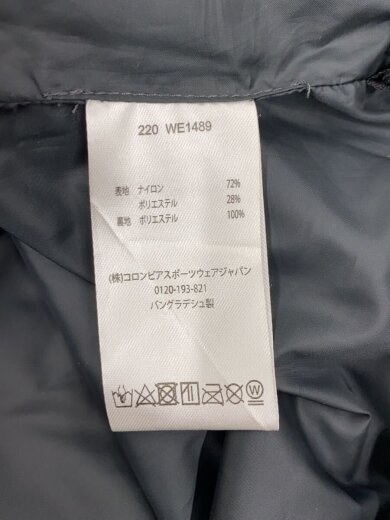 220 WE1489
表地 ナイロン 72%
ポリエステル 28%
裏地 ポリエステル 100%
(株)コロンビアスポーツウェアジャパン
0120-193-821
バングラデシュ製
W